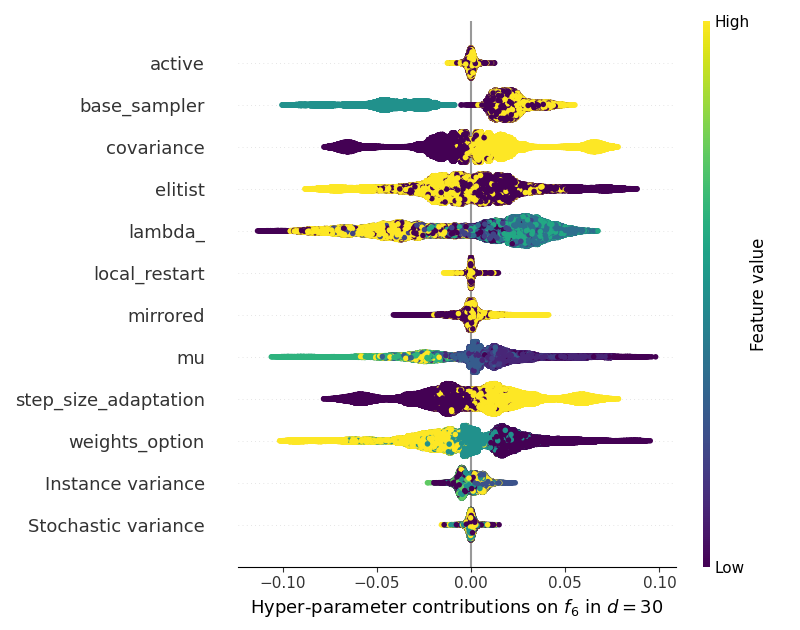 High
active
base_sampler
covariance
elitist
lambda_
local_restart
mirrored
mu
step_size_adaptation
weights_option
Instance variance
Stochastic variance
Feature value
Low
−0.10 −0.05 0.00 0.05 0.10
Hyper-parameter contributions on f₆ in d = 30